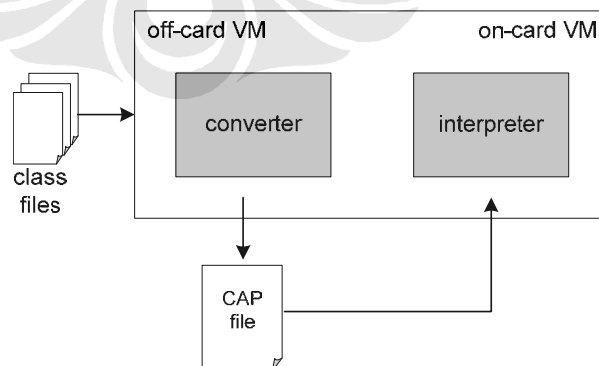 off-card VM
on-card VM
converter
interpreter
class
files
CAP
file